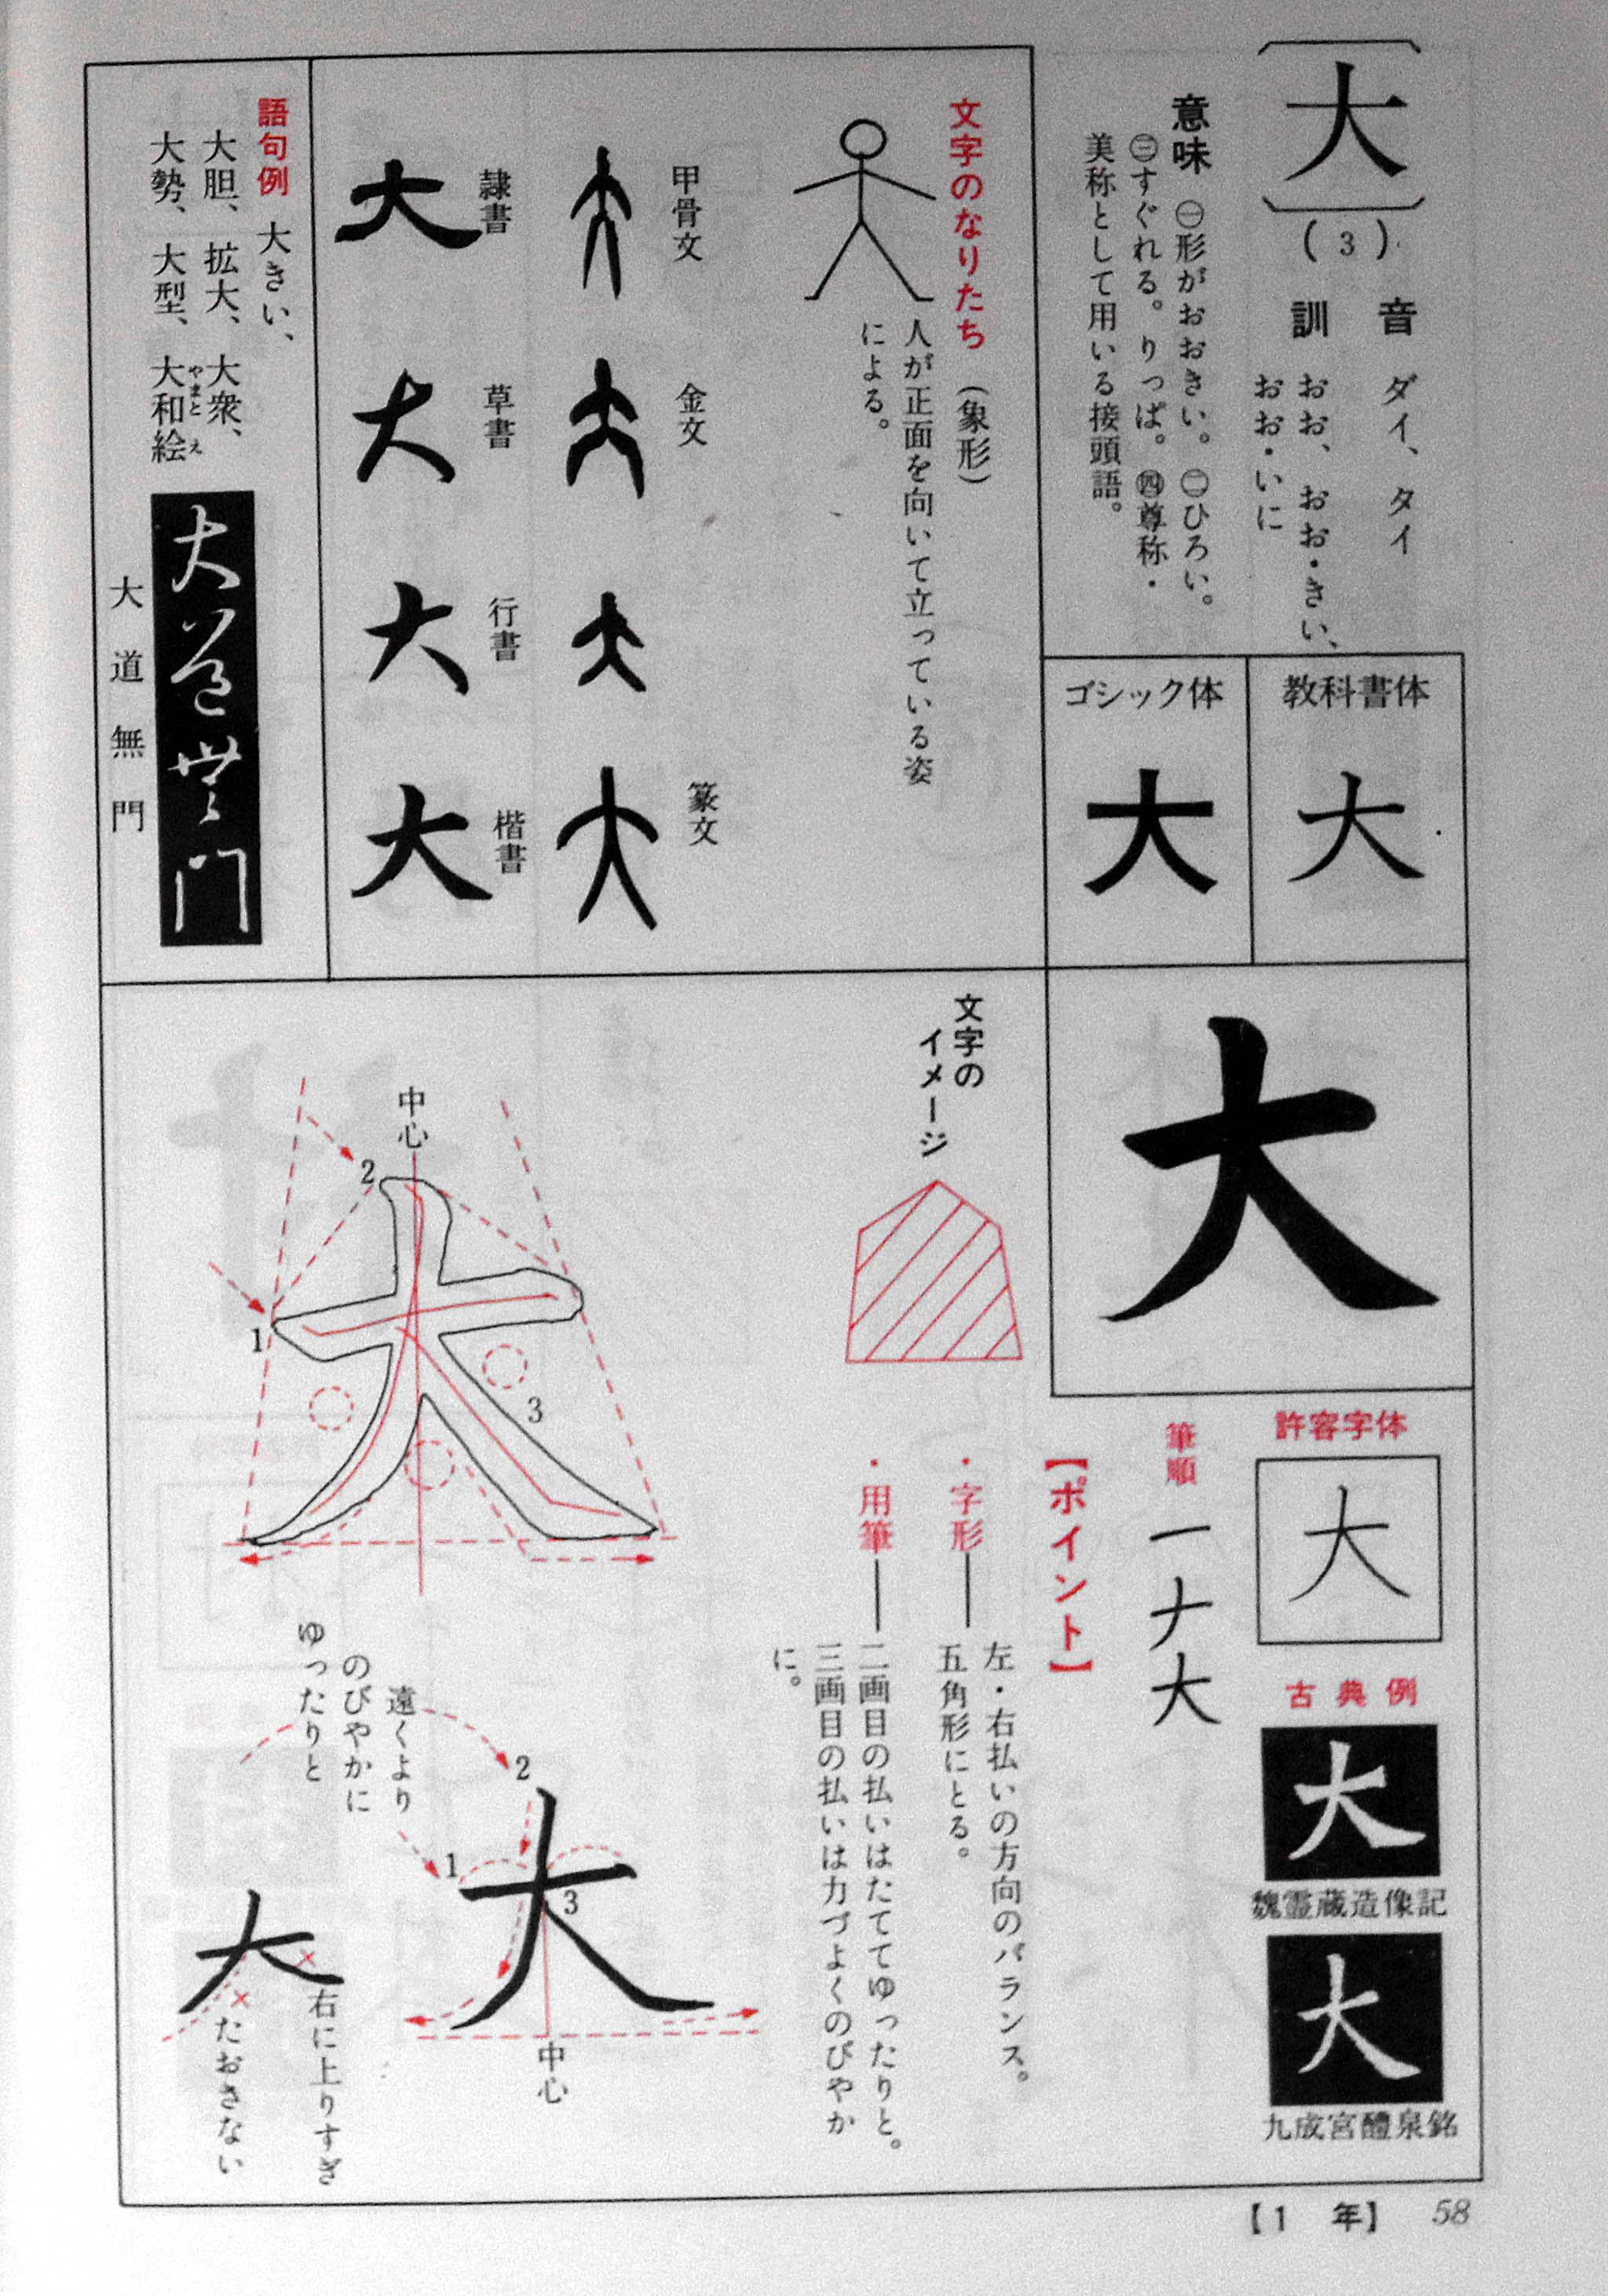 大
(3)
音 ダイ、タイ
訓 おお、おお・きい、
おお・いに
意味 ㊀形がおおきい。㊁ひろい。
㊂すぐれる。りっぱ。㊃尊称・
美称として用いる接頭語。
教科書体
大
ゴシック体
大
文字のなりたち (象形)
人が正面を向いて立っている姿
による。
甲骨文
金文
篆文
隷書
大
草書
大
行書
大
楷書
大
語句例 大きい、
大胆、拡大、大衆、
大勢、大型、大和絵
やまとえ
大道無門
大道無門
大
許容字体
大
古典例
大
魏霊蔵造像記
大
九成宮醴泉銘
筆順 一ナ大
【ポイント】
・字形──左・右払いの方向のバランス。
五角形にとる。
・用筆──二画目の払いはたててゆったりと。
三画目の払いは力づよくのびやか
に。
文字の
イメージ
中心
2
1
3
大
遠くより
のびやかに
ゆったりと
2
1
3
大
中心
大
右に上りすぎ
たおさない
【1 年】 58